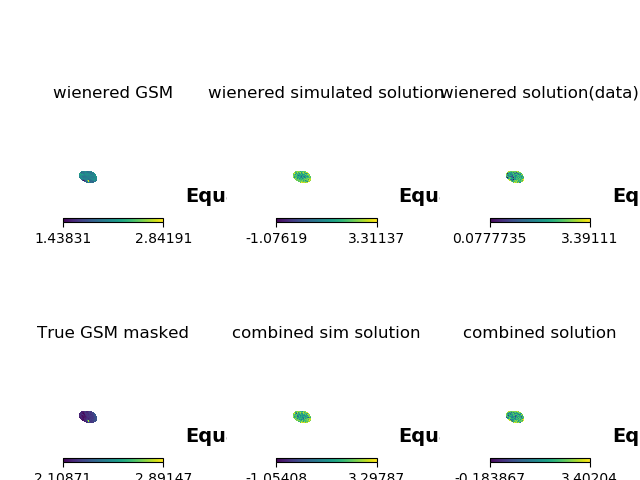 wienered GSM wienered simulated solution wienered solution(data)
Equ Equ Eq
1.43831 2.84191 -1.07619 3.31137 0.0777735 3.39111
True GSM masked combined sim solution combined solution
Equ Equ Eq
2.10871 2.89147 -1.05408 3.29787 -0.183867 3.40204